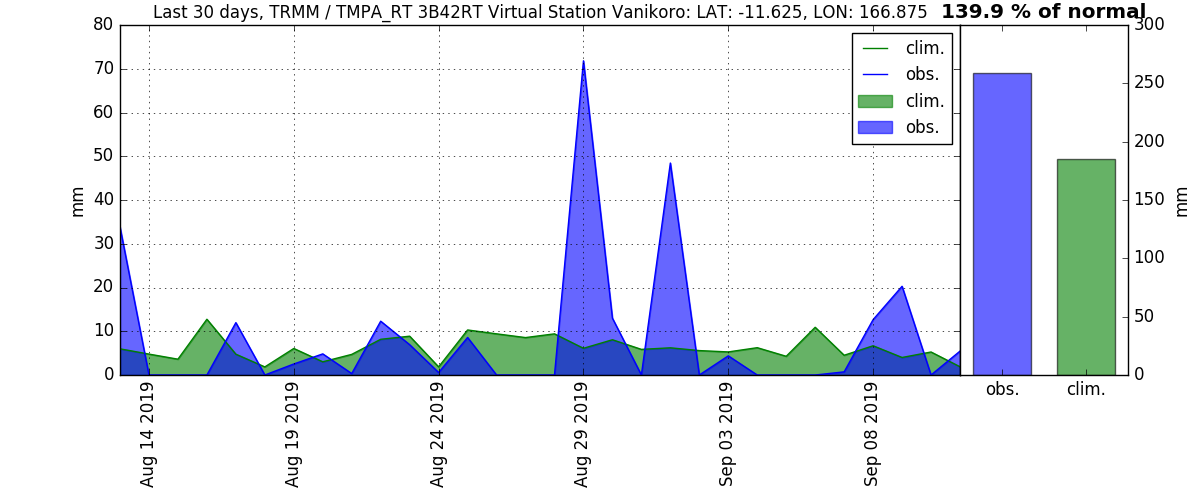 Last 30 days, TRMM / TMPA_RT 3B42RT Virtual Station Vanikoro: LAT: -11.625, LON: 166.875 139.9 % of normal
80
70
60
50
40
30
20
10
0
mm
clim.
obs.
clim.
obs.
Aug 14 2019
Aug 19 2019
Aug 24 2019
Aug 29 2019
Sep 03 2019
Sep 08 2019
300
250
200
150
100
50
0
mm
obs. clim.